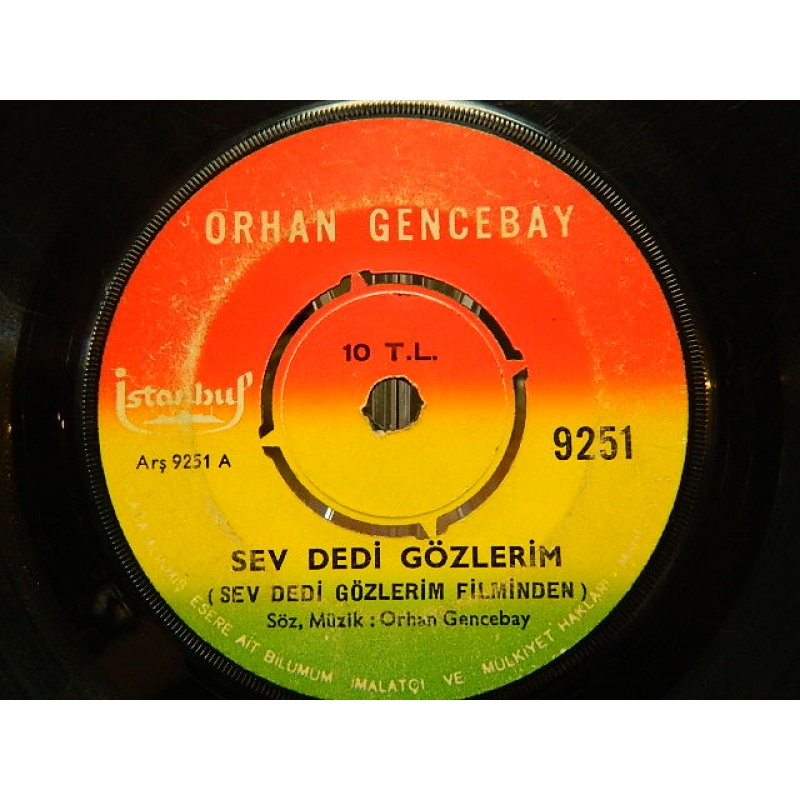 ORHAN GENCEBAY
10 T.L.
istanbul
9251
Arş 9251 A
SEV DEDİ GÖZLERİM
(SEV DEDİ GÖZLERİM FİLMİNDEN)
Söz, Müzik : Orhan Gencebay
ESERE AİT BİLUMUM İMALATÇI VE MÜLKİYET HAKLARI